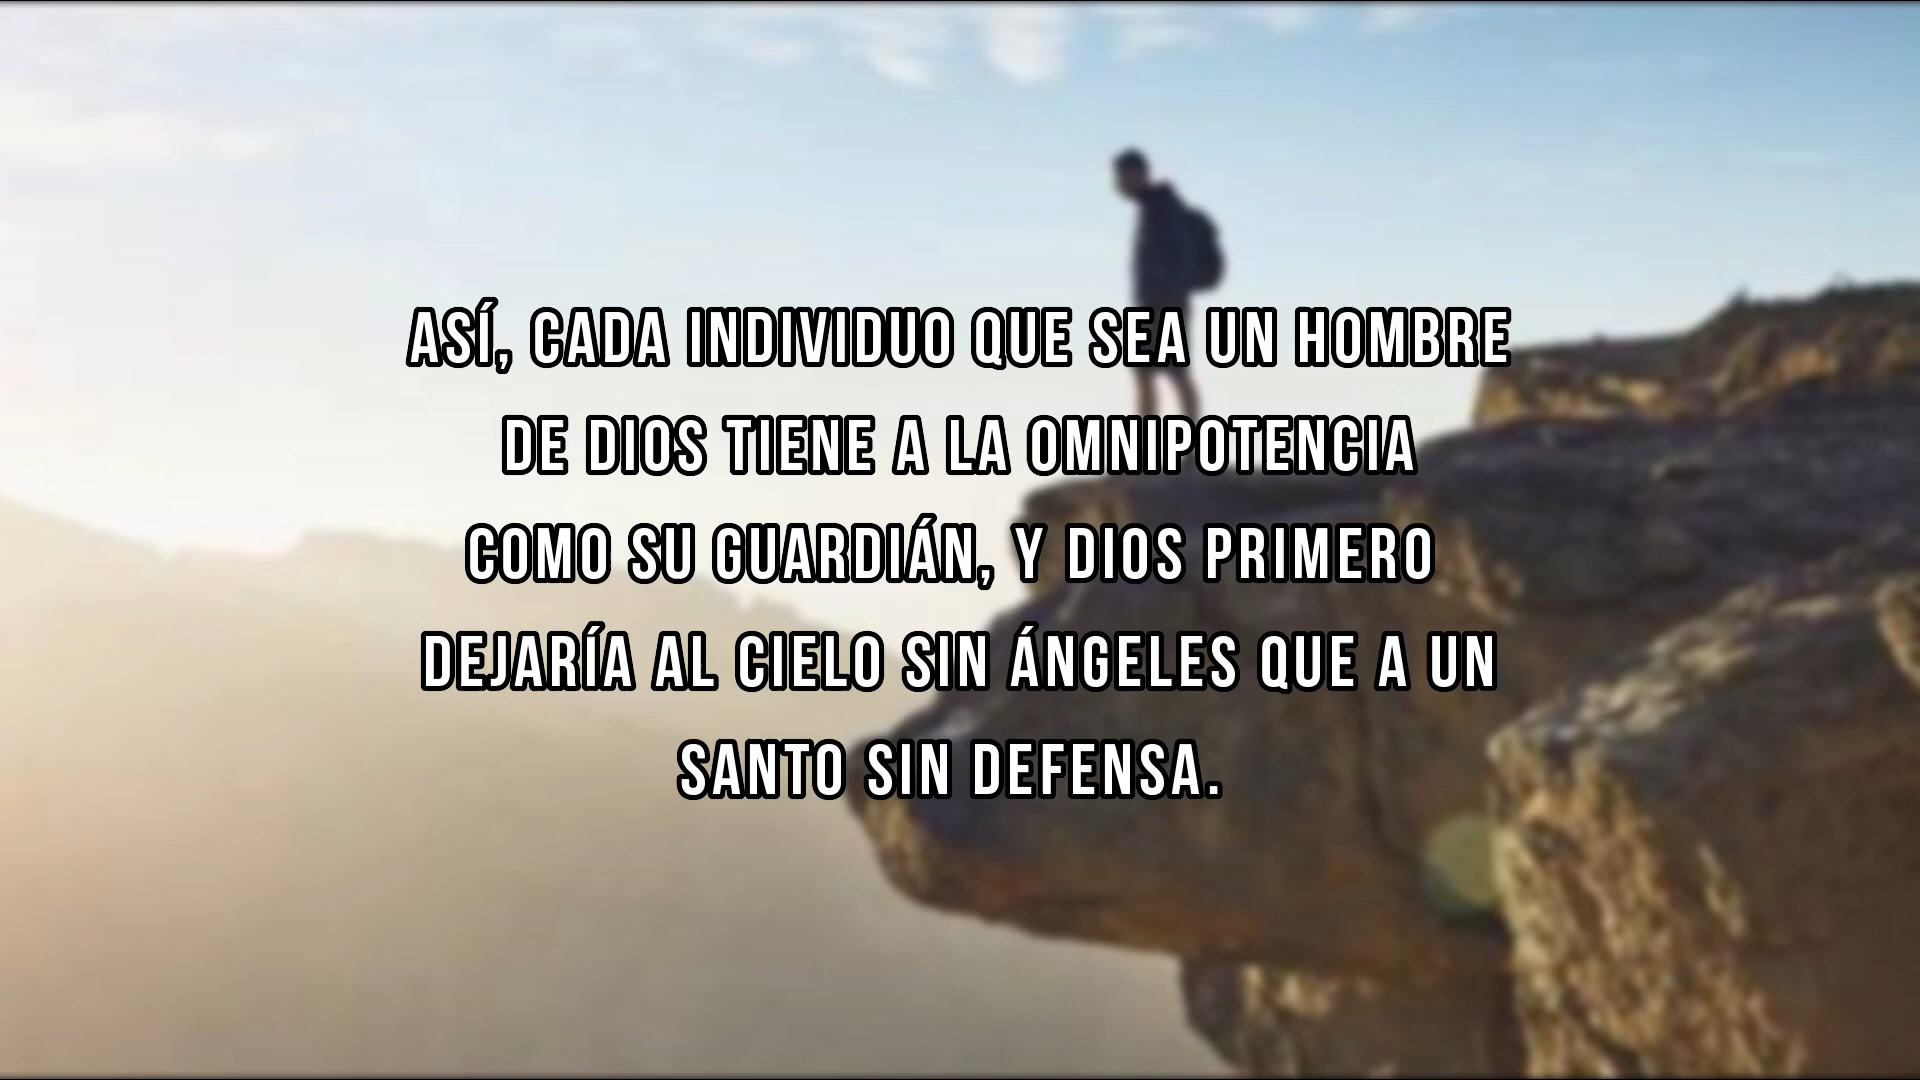 ASÍ, CADA INDIVIDUO QUE SEA UN HOMBRE
DE DIOS TIENE A LA OMNIPOTENCIA
COMO SU GUARDIÁN, Y DIOS PRIMERO
DEJARÍA AL CIELO SIN ÁNGELES QUE A UN
SANTO SIN DEFENSA.